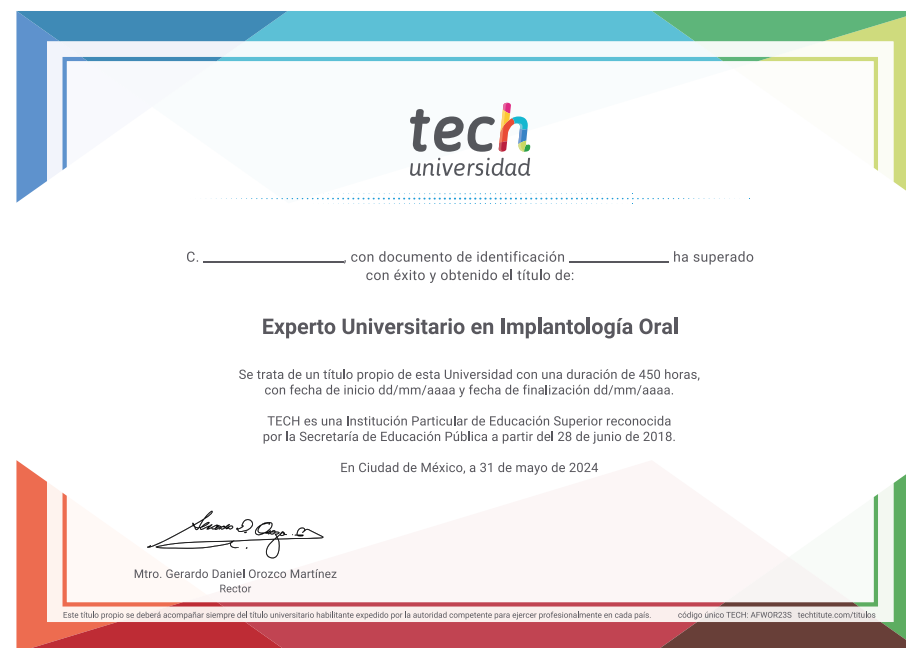 tech
universidad
C. ____________, con documento de identificación ____________ ha superado
con éxito y obtenido el título de:
Experto Universitario en Implantología Oral
Se trata de un título propio de esta Universidad con una duración de 450 horas,
con fecha de inicio dd/mm/aaaa y fecha de finalización dd/mm/aaaa.
TECH es una Institución Particular de Educación Superior reconocida
por la Secretaría de Educación Pública a partir del 28 de junio de 2018.
En Ciudad de México, a 31 de mayo de 2024
Mtro. Gerardo Daniel Orozco Martínez
Rector
Este título propio se deberá acompañar siempre del título universitario habilitante expedido por la autoridad competente para ejercer profesionalmente en cada país. código único TECH: AFWOR23S techtitute.com/titulos